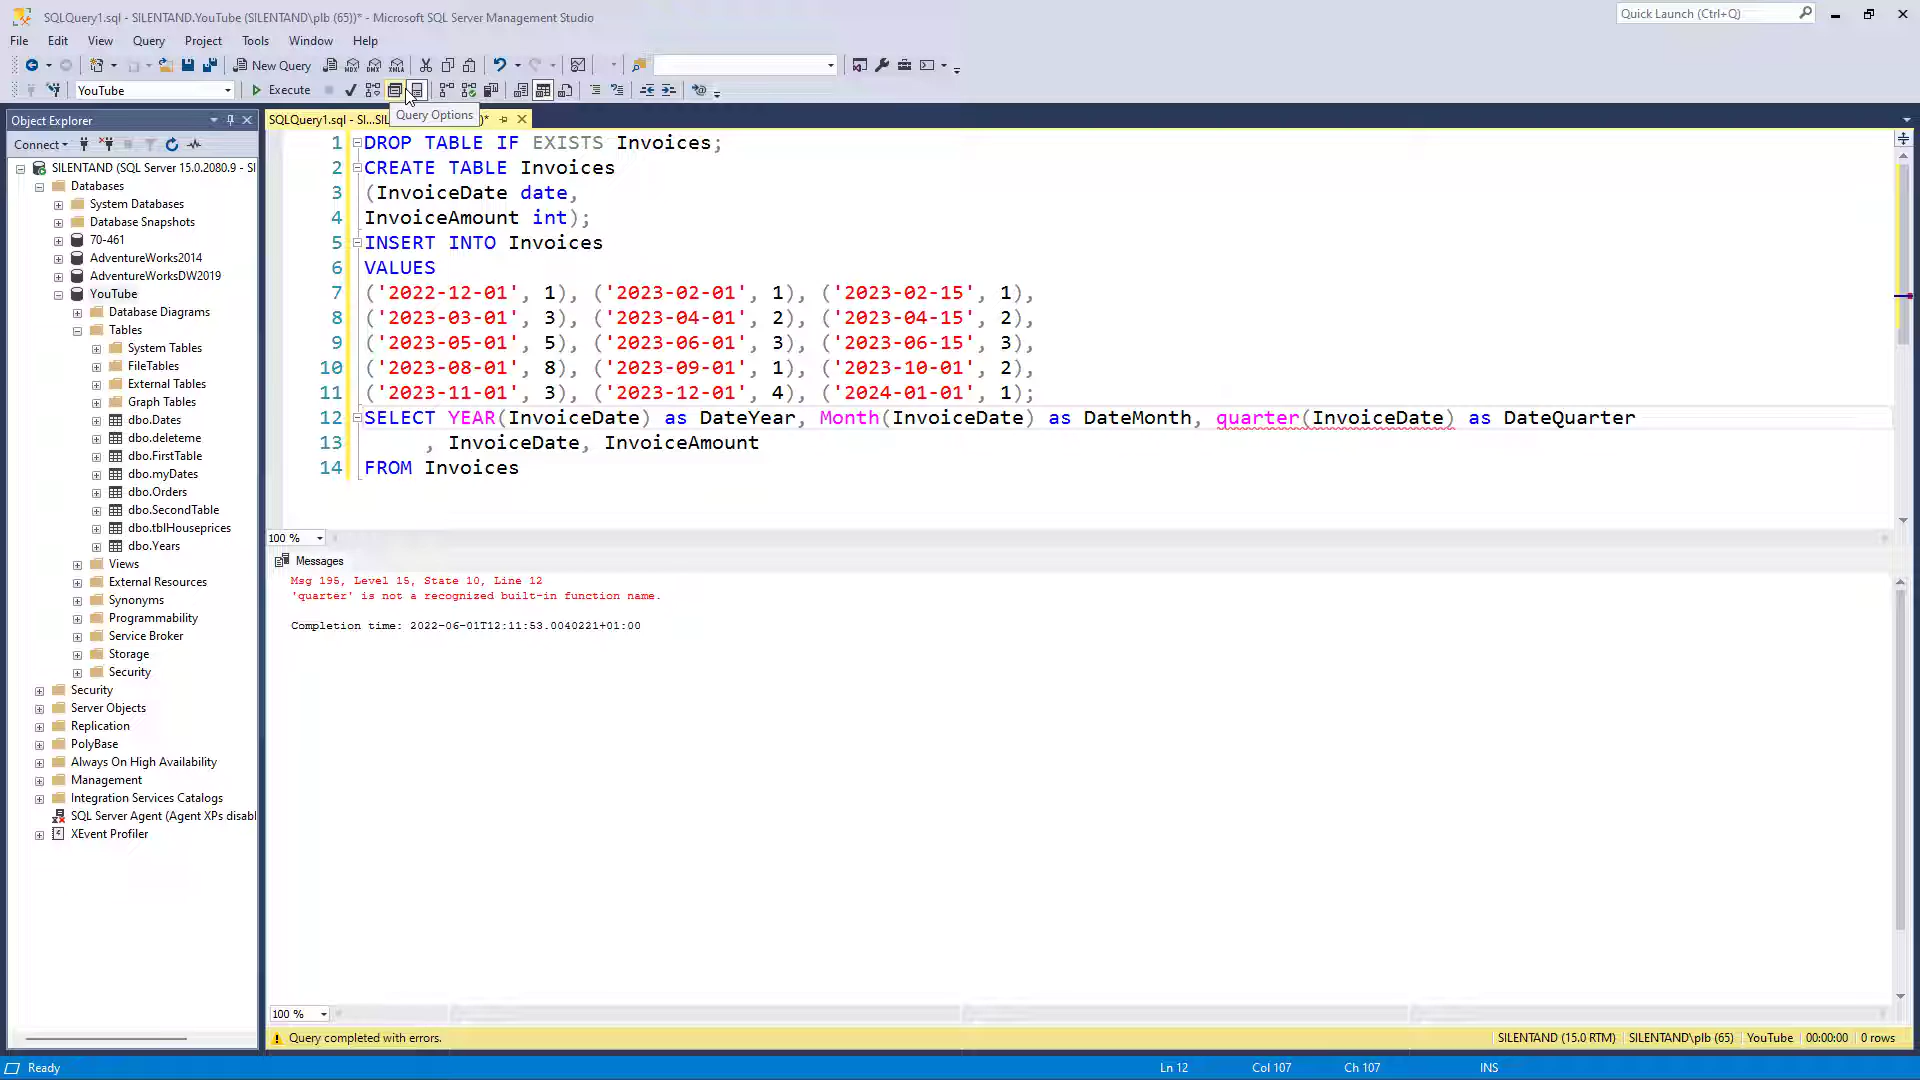 SQLQuery1.sql - SILENTAND.YouTube (SILENTAND\plb (65))* - Microsoft SQL Server Management Studio
Quick Launch (Ctrl+Q)
File Edit View Query Project Tools Window Help
New Query
YouTube
Execute
Query Options
Object Explorer
SQLQuery1.sql - SI...SIL
Connect
SILENTAND (SQL Server 15.0.2080.9 - SI
Databases
System Databases
Database Snapshots
70-461
AdventureWorks2014
AdventureWorksDW2019
YouTube
Database Diagrams
Tables
System Tables
FileTables
External Tables
Graph Tables
dbo.Dates
dbo.deleteme
dbo.FirstTable
dbo.myDates
dbo.Orders
dbo.SecondTable
dbo.tblHouseprices
dbo.Years
Views
External Resources
Synonyms
Programmability
Service Broker
Storage
Security
Security
Server Objects
Replication
PolyBase
Always On High Availability
Management
Integration Services Catalogs
SQL Server Agent (Agent XPs disabl
XEvent Profiler
1 DROP TABLE IF EXISTS Invoices;
2 CREATE TABLE Invoices
3 (InvoiceDate date,
4 InvoiceAmount int);
5 INSERT INTO Invoices
6 VALUES
7 ('2022-12-01', 1), ('2023-02-01', 1), ('2023-02-15', 1),
8 ('2023-03-01', 3), ('2023-04-01', 2), ('2023-04-15', 2),
9 ('2023-05-01', 5), ('2023-06-01', 3), ('2023-06-15', 3),
10 ('2023-08-01', 8), ('2023-09-01', 1), ('2023-10-01', 2),
11 ('2023-11-01', 3), ('2023-12-01', 4), ('2024-01-01', 1);
12 SELECT YEAR(InvoiceDate) as DateYear, Month(InvoiceDate) as DateMonth, quarter(InvoiceDate) as DateQuarter
13 , InvoiceDate, InvoiceAmount
14 FROM Invoices
100 %
Messages
Msg 195, Level 15, State 10, Line 12
'quarter' is not a recognized built-in function name.
Completion time: 2022-06-01T12:11:53.0040221+01:00
100 %
Query completed with errors.
SILENTAND (15.0 RTM) SILENTAND\plb (65) YouTube 00:00:00 0 rows
Ready
Ln 12 Col 107 Ch 107 INS